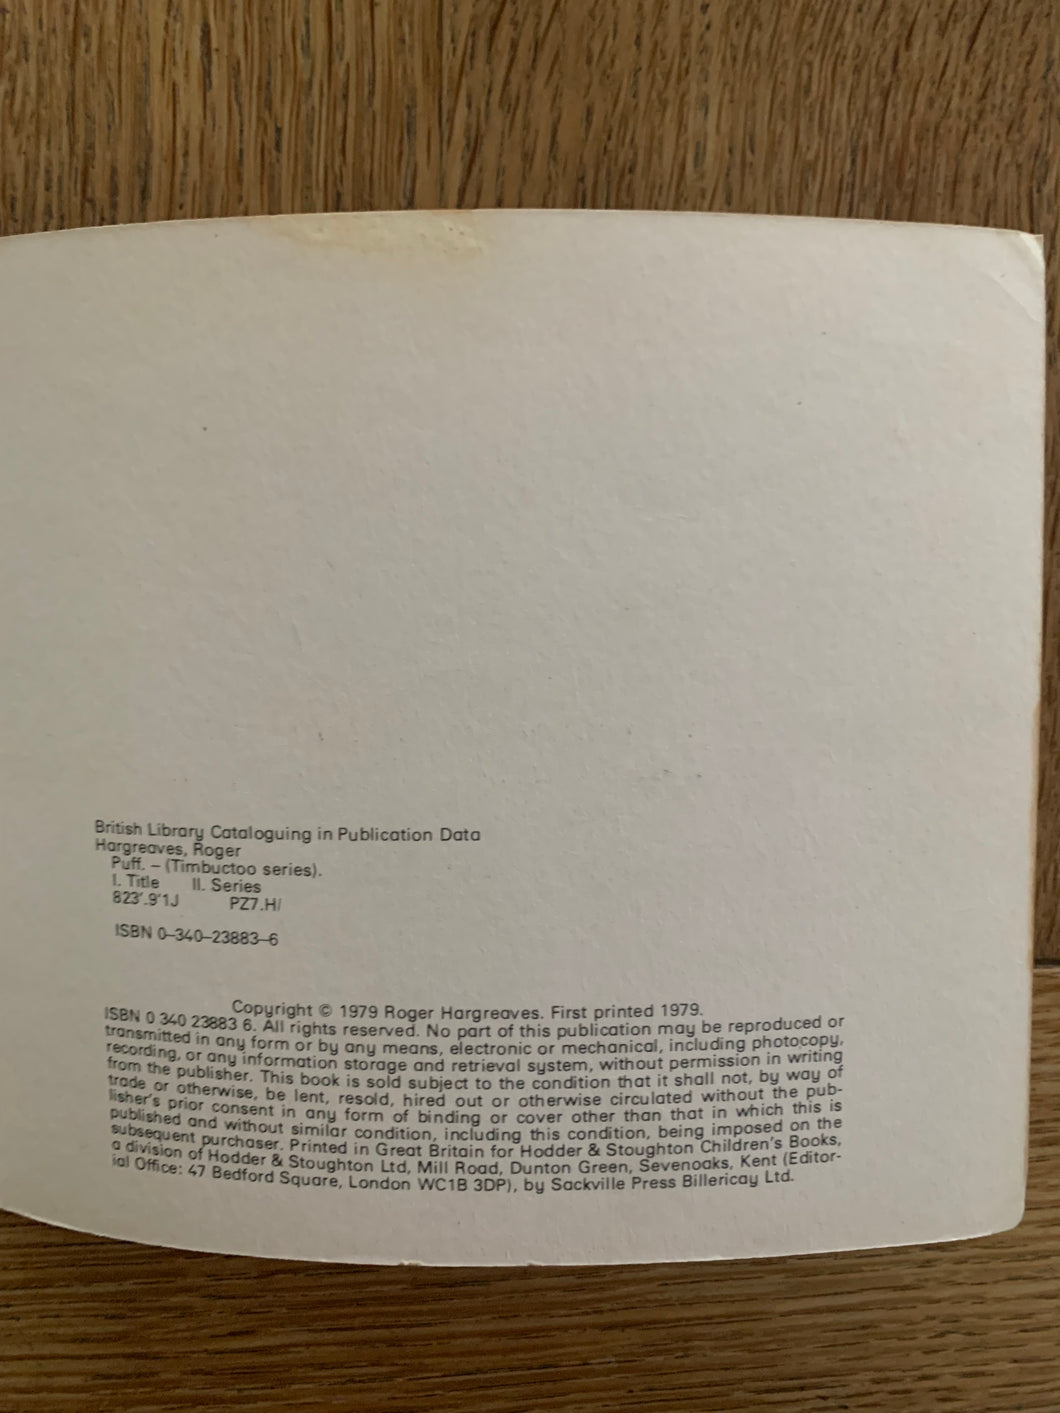 British Library Cataloguing in Publication Data
Hargreaves, Roger
Puff. – (Timbuctoo series).
I. Title II. Series
823'.9'1J PZ7.H/
ISBN 0–340–23883–6
Copyright © 1979 Roger Hargreaves. First printed 1979.
ISBN 0 340 23883 6. All rights reserved. No part of this publication may be reproduced or
transmitted in any form or by any means, electronic or mechanical, including photocopy,
recording, or any information storage and retrieval system, without permission in writing
from the publisher. This book is sold subject to the condition that it shall not, by way of
trade or otherwise, be lent, resold, hired out or otherwise circulated without the pub-
lisher's prior consent in any form of binding or cover other than that in which this is
published and without similar condition, including this condition, being imposed on the
subsequent purchaser. Printed in Great Britain for Hodder & Stoughton Children's Books,
a division of Hodder & Stoughton Ltd, Mill Road, Dunton Green, Sevenoaks, Kent (Editor-
ial Office: 47 Bedford Square, London WC1B 3DP), by Sackville Press Billericay Ltd.